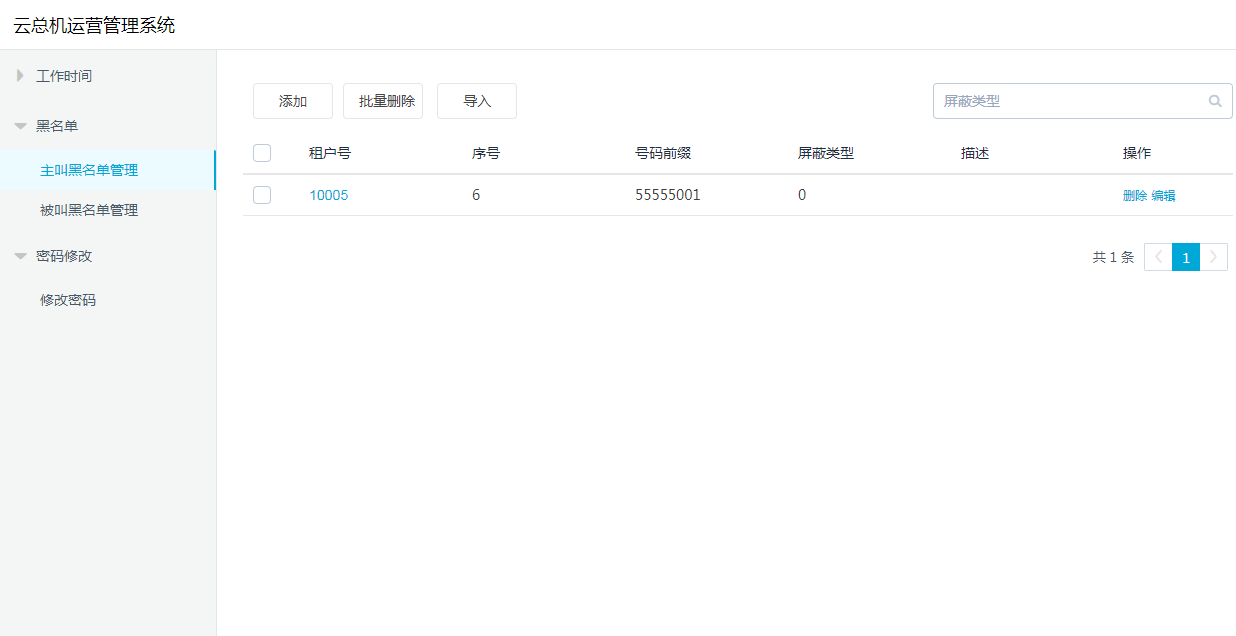 云总机运营管理系统
工作时间
黑名单
主叫黑名单管理
被叫黑名单管理
密码修改
修改密码
添加 批量删除 导入 屏蔽类型
租户号 序号 号码前缀 屏蔽类型 描述 操作
10005 6 55555001 0 删除 编辑
共 1 条 1